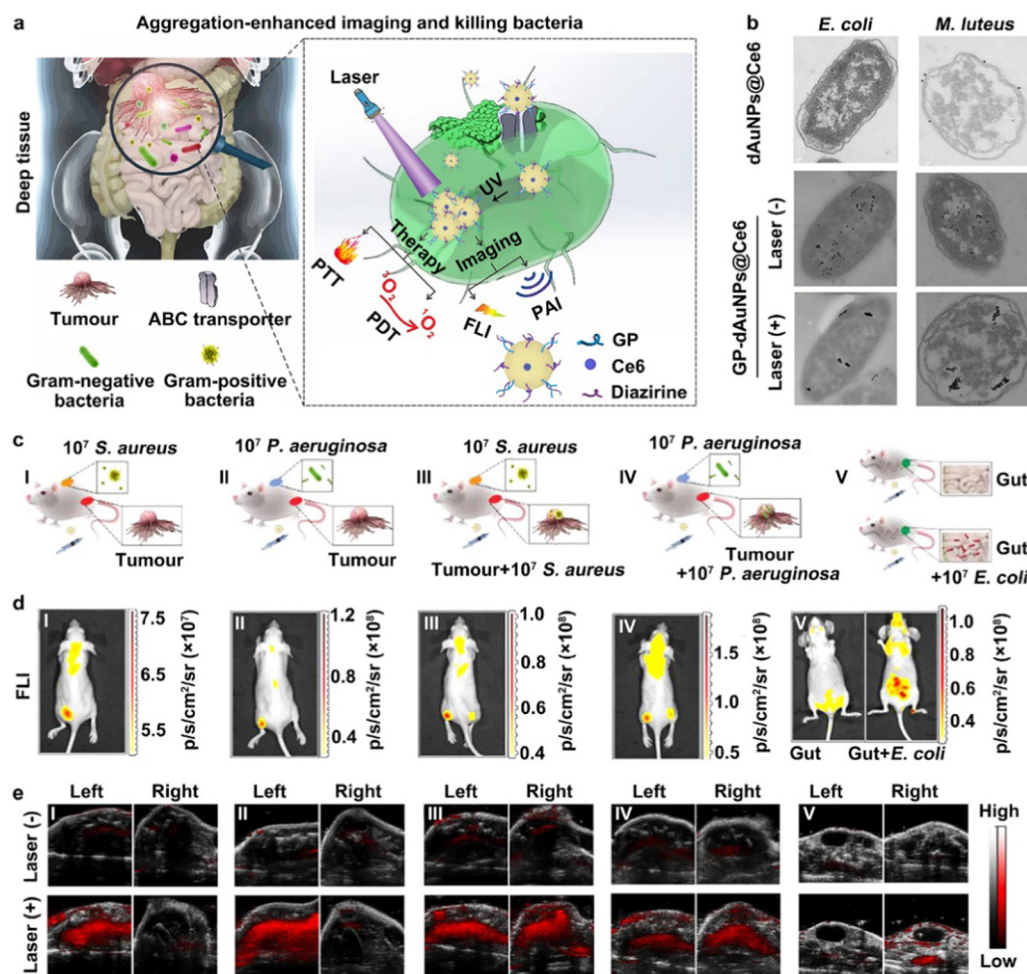 a
Aggregation-enhanced imaging and killing bacteria
Deep tissue
Tumour
ABC transporter
Gram-negative
bacteria
Gram-positive
bacteria
Laser
UV
Therapy
Imaging
PTT
³O₂
PDT
¹O₂
FLI
PAI
GP
Ce6
Diazirine
b
E. coli
M. luteus
dAuNPs@Ce6
GP-dAuNPs@Ce6
Laser (-)
Laser (+)
c
I
10⁷ S. aureus
Tumour
II
10⁷ P. aeruginosa
Tumour
III
10⁷ S. aureus
Tumour+10⁷ S. aureus
IV
10⁷ P. aeruginosa
Tumour
+10⁷ P. aeruginosa
V
Gut
Gut
+10⁷ E. coli
d
FLI
I
7.5
6.5
5.5
p/s/cm²/sr (×10⁷)
II
1.2
0.8
0.4
p/s/cm²/sr (×10⁸)
III
1.0
0.8
0.6
0.4
p/s/cm²/sr (×10⁸)
IV
1.5
1.0
0.5
p/s/cm²/sr (×10⁸)
V
Gut
Gut+E. coli
1.0
0.8
0.6
0.4
p/s/cm²/sr (×10⁸)
e
Left Right Left Right Left Right Left Right Left Right
Laser (-)
I
II
III
IV
V
Laser (+)
High
Low